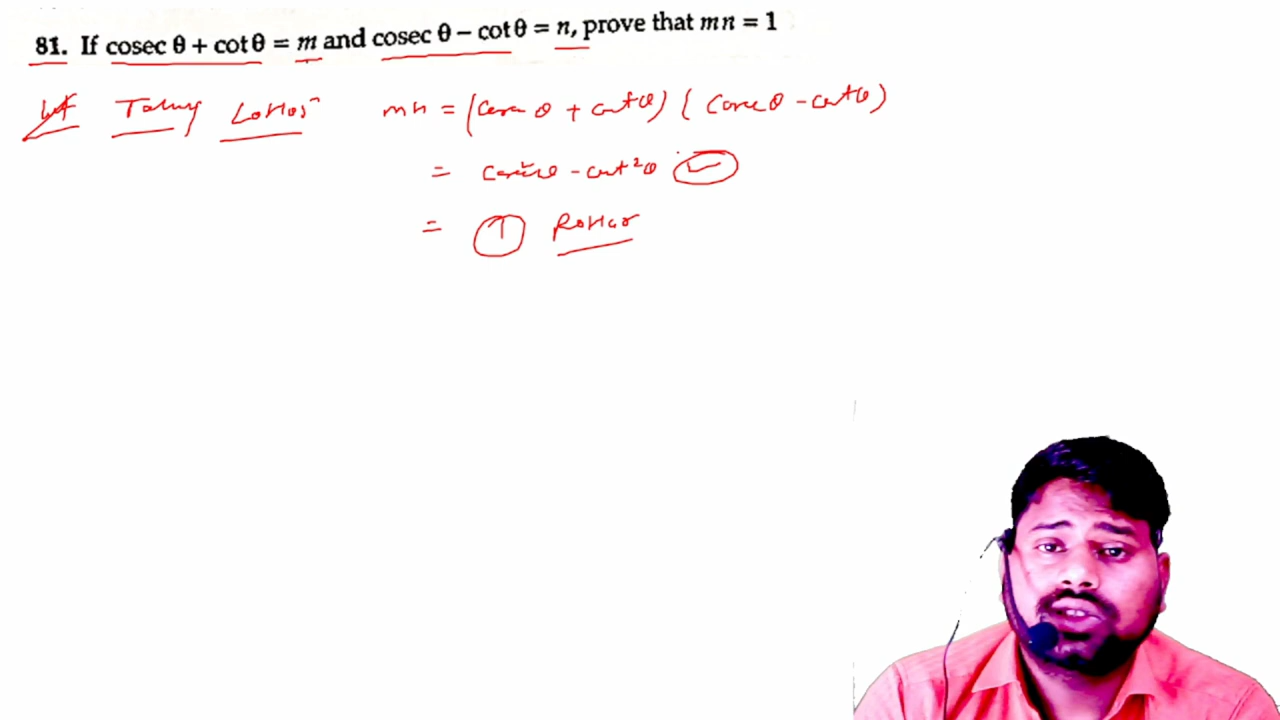 81. If cosec θ + cot θ = m and cosec θ – cot θ = n, prove that mn = 1
Taking LHS mn = (cosec θ + cot θ) (cosec θ - cot θ)
= cosec²θ - cot²θ
= 1 RHS